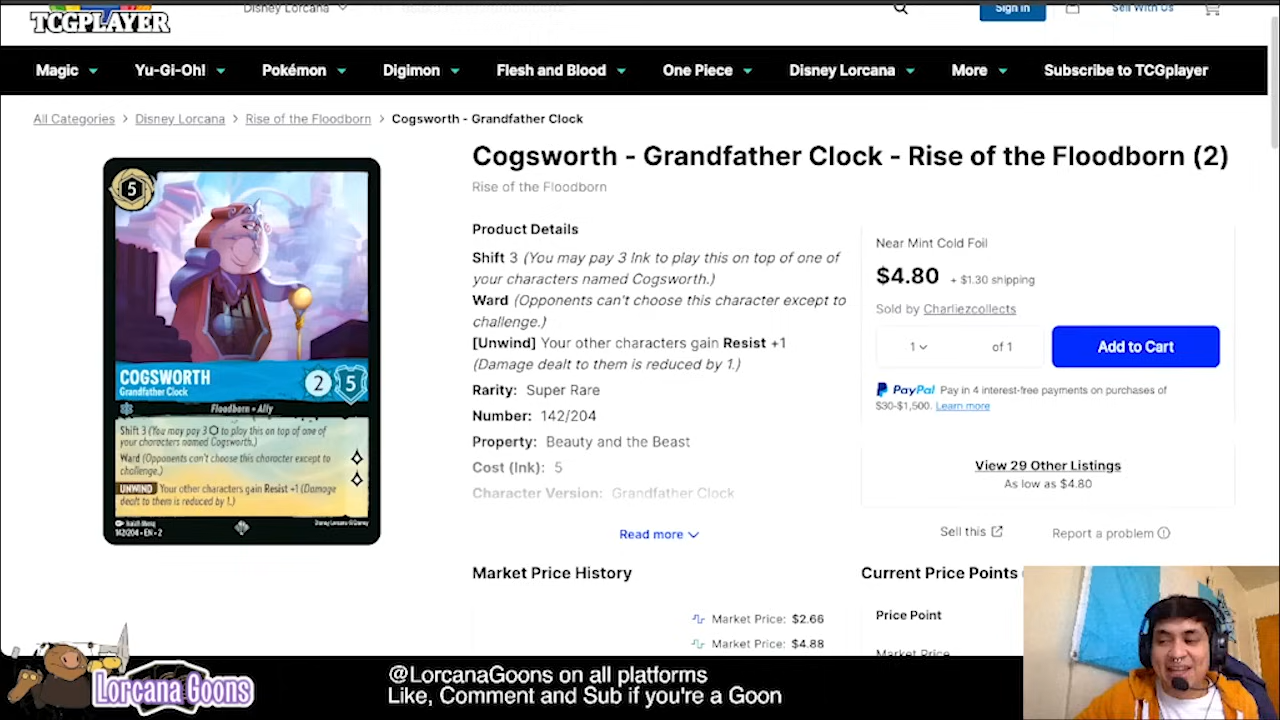 TCGPLAYER
Disney Lorcana
Sign In
Sell With Us
Magic Yu-Gi-Oh! Pokémon Digimon Flesh and Blood One Piece Disney Lorcana More Subscribe to TCGplayer
All Categories > Disney Lorcana > Rise of the Floodborn > Cogsworth - Grandfather Clock
5
COGSWORTH
Grandfather Clock
2 5
Floodborn • Ally
Shift 3 (You may pay 3 to play this on top of one of
your characters named Cogsworth.)
Ward (Opponents can't choose this character except to
challenge.)
UNWIND Your other characters gain Resist +1 (Damage
dealt to them is reduced by 1.)
142/204 • EN • 2
Cogsworth - Grandfather Clock - Rise of the Floodborn (2)
Rise of the Floodborn
Product Details
Shift 3 (You may pay 3 Ink to play this on top of one of
your characters named Cogsworth.)
Ward (Opponents can't choose this character except to
challenge.)
[Unwind] Your other characters gain Resist +1
(Damage dealt to them is reduced by 1.)
Rarity: Super Rare
Number: 142/204
Property: Beauty and the Beast
Cost (Ink): 5
Character Version: Grandfather Clock
Read more
Near Mint Cold Foil
$4.80 + $1.30 shipping
Sold by Charliezcollects
1 of 1
Add to Cart
PayPal Pay in 4 interest-free payments on purchases of
$30-$1,500. Learn more
View 29 Other Listings
As low as $4.80
Sell this
Report a problem
Market Price History
Market Price: $2.66
Market Price: $4.88
Current Price Points
Price Point
Market Price
Lorcana Goons
@LorcanaGoons on all platforms
Like, Comment and Sub if you're a Goon